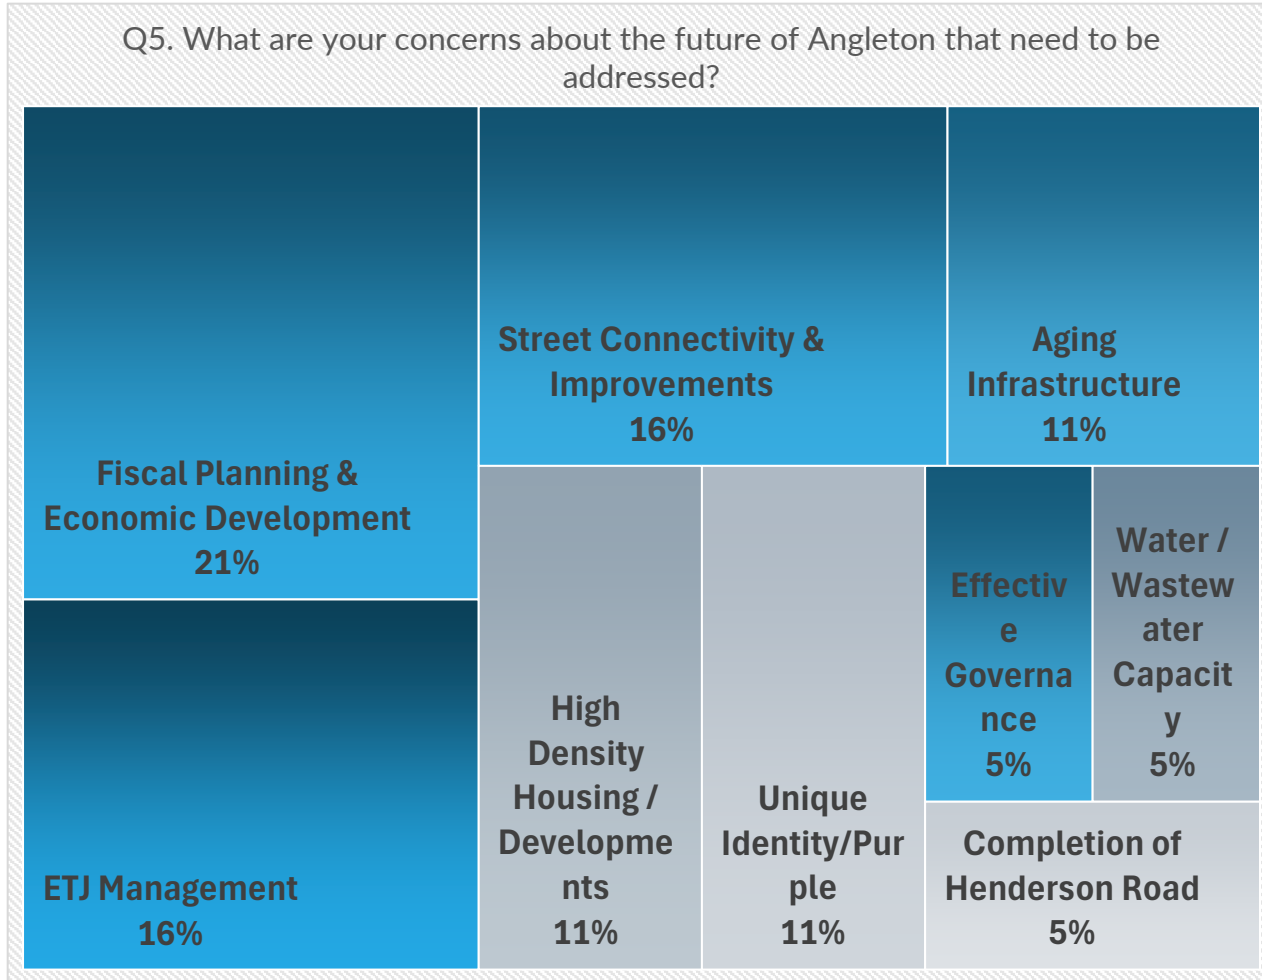 Q5. What are your concerns about the future of Angleton that need to be
addressed?
Fiscal Planning &
Economic Development
21%
ETJ Management
16%
Street Connectivity &
Improvements
16%
Aging
Infrastructure
11%
High
Density
Housing /
Developme
nts
11%
Unique
Identity/Pur
ple
11%
Effectiv
e
Governa
nce
5%
Water /
Wastew
ater
Capacit
y
5%
Completion of
Henderson Road
5%